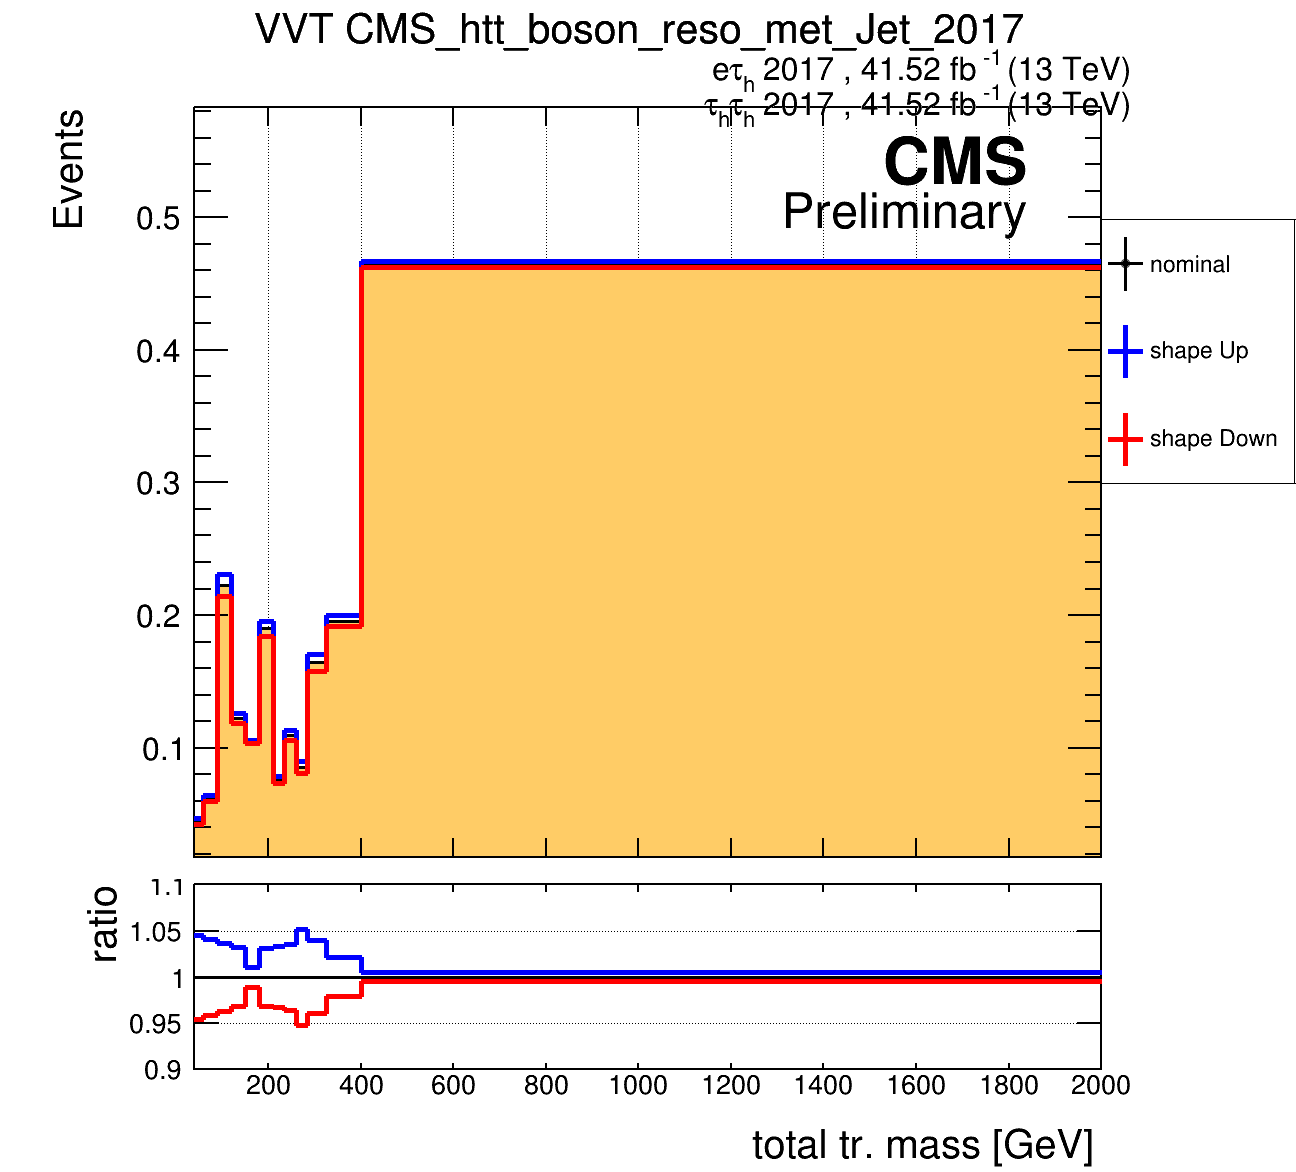 VVT CMS_htt_boson_reso_met_Jet_2017
eτh 2017 , 41.52 fb -1 (13 TeV)
τhτh 2017 , 41.52 fb -1 (13 TeV)
CMS
Preliminary
Events
0.5
0.4
0.3
0.2
0.1
nominal
shape Up
shape Down
ratio
1.1
1.05
1
0.95
0.9
200 400 600 800 1000 1200 1400 1600 1800 2000
total tr. mass [GeV]